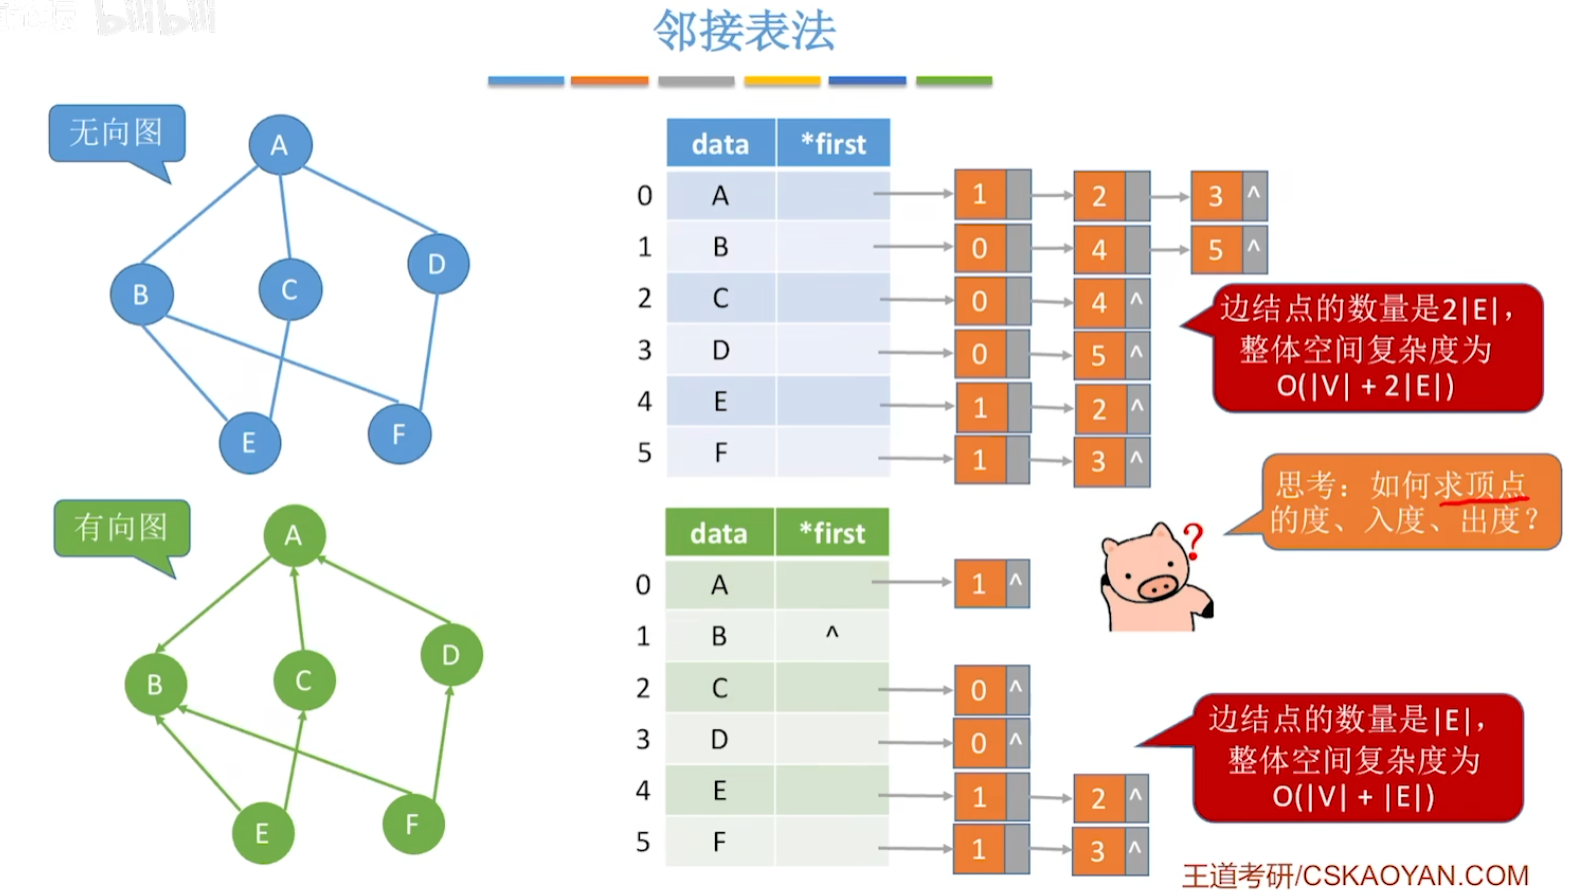 bilibili
邻接表法
无向图
A
B
C
D
E
F
data *first
0 A 1 2 3 ^
1 B 0 4 5 ^
2 C 0 4 ^
3 D 0 5 ^
4 E 1 2 ^
5 F 1 3 ^
边结点的数量是2|E|，
整体空间复杂度为
O(|V| + 2|E|)
思考：如何求顶点
的度、入度、出度？
?
有向图
A
B
C
D
E
F
data *first
0 A 1 ^
1 B ^
2 C 0 ^
3 D 0 ^
4 E 1 2 ^
5 F 1 3 ^
边结点的数量是|E|，
整体空间复杂度为
O(|V| + |E|)
王道考研/CSKAOYAN.COM